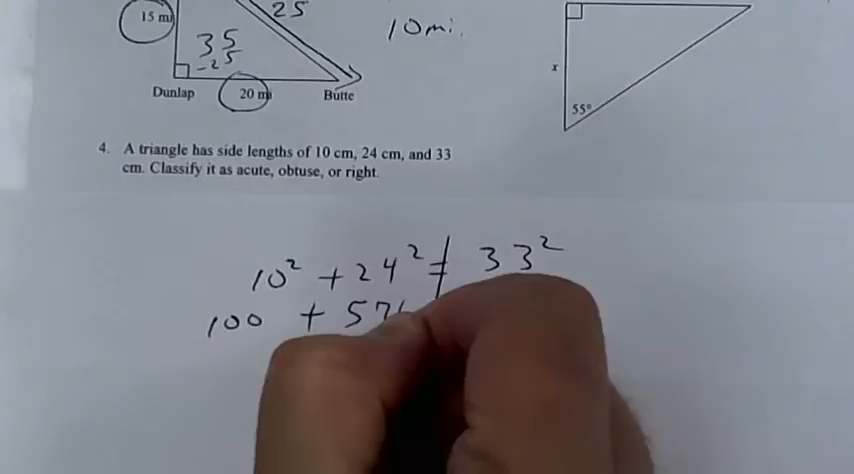 25
15 mi
10mi.
35
-25
x
Dunlap
20 mi
Butte
55°
4. A triangle has side lengths of 10 cm, 24 cm, and 33
cm. Classify it as acute, obtuse, or right.
10² + 24² ≠ 33²
100 + 576